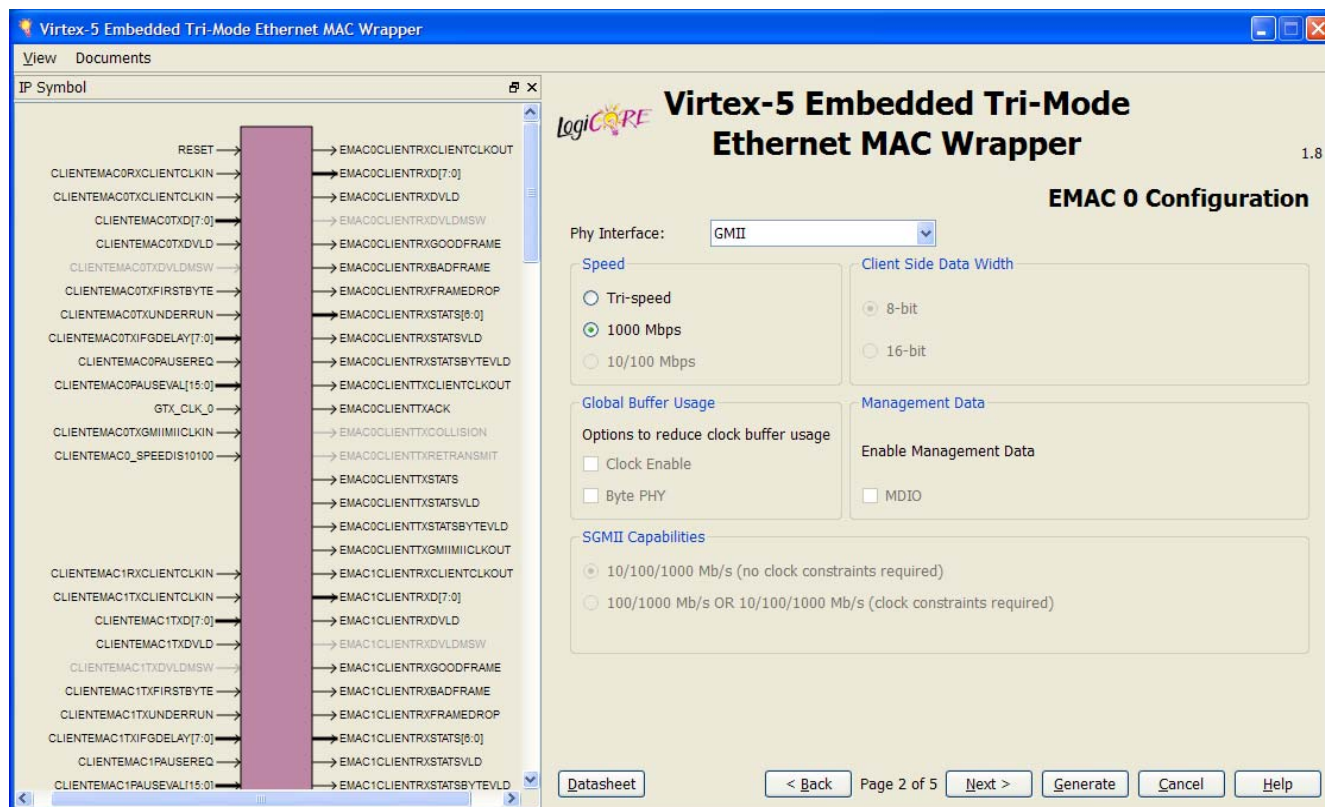 Virtex-5 Embedded Tri-Mode Ethernet MAC Wrapper
View Documents
IP Symbol
RESET
CLIENTEMAC0RXCLIENTCLKIN
CLIENTEMAC0TXCLIENTCLKIN
CLIENTEMAC0TXD[7:0]
CLIENTEMAC0TXDVLD
CLIENTEMAC0TXDVLDMSW
CLIENTEMAC0TXFIRSTBYTE
CLIENTEMAC0TXUNDERRUN
CLIENTEMAC0TXIFGDELAY[7:0]
CLIENTEMAC0PAUSEREQ
CLIENTEMAC0PAUSEVAL[15:0]
GTX_CLK_0
CLIENTEMAC0TXGMIIMIICLKIN
CLIENTEMAC0_SPEEDIS10100
CLIENTEMAC1RXCLIENTCLKIN
CLIENTEMAC1TXCLIENTCLKIN
CLIENTEMAC1TXD[7:0]
CLIENTEMAC1TXDVLD
CLIENTEMAC1TXDVLDMSW
CLIENTEMAC1TXFIRSTBYTE
CLIENTEMAC1TXUNDERRUN
CLIENTEMAC1TXIFGDELAY[7:0]
CLIENTEMAC1PAUSEREQ
CLIENTEMAC1PAUSEVAL[15:0]
EMAC0CLIENTRXCLIENTCLKOUT
EMAC0CLIENTRXD[7:0]
EMAC0CLIENTRXDVLD
EMAC0CLIENTRXDVLDMSW
EMAC0CLIENTRXGOODFRAME
EMAC0CLIENTRXBADFRAME
EMAC0CLIENTRXFRAMEDROP
EMAC0CLIENTRXSTATS[6:0]
EMAC0CLIENTRXSTATSVLD
EMAC0CLIENTRXSTATSBYTEVLD
EMAC0CLIENTTXCLIENTCLKOUT
EMAC0CLIENTTXACK
EMAC0CLIENTTXCOLLISION
EMAC0CLIENTTXRETRANSMIT
EMAC0CLIENTTXSTATS
EMAC0CLIENTTXSTATSVLD
EMAC0CLIENTTXSTATSBYTEVLD
EMAC0CLIENTTXGMIIMIICLKOUT
EMAC1CLIENTRXCLIENTCLKOUT
EMAC1CLIENTRXD[7:0]
EMAC1CLIENTRXDVLD
EMAC1CLIENTRXDVLDMSW
EMAC1CLIENTRXGOODFRAME
EMAC1CLIENTRXBADFRAME
EMAC1CLIENTRXFRAMEDROP
EMAC1CLIENTRXSTATS[6:0]
EMAC1CLIENTRXSTATSVLD
EMAC1CLIENTRXSTATSBYTEVLD
LogiCORE
Virtex-5 Embedded Tri-Mode
Ethernet MAC Wrapper
1.8
EMAC 0 Configuration
Phy Interface: GMII
Speed
Tri-speed
1000 Mbps
10/100 Mbps
Client Side Data Width
8-bit
16-bit
Global Buffer Usage
Options to reduce clock buffer usage
Clock Enable
Byte PHY
Management Data
Enable Management Data
MDIO
SGMII Capabilities
10/100/1000 Mb/s (no clock constraints required)
100/1000 Mb/s OR 10/100/1000 Mb/s (clock constraints required)
Datasheet < Back Page 2 of 5 Next > Generate Cancel Help